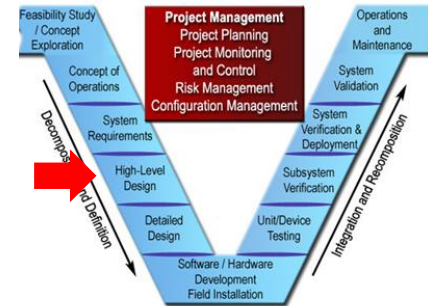 Feasibility Study
/ Concept
Exploration
Concept of
Operations
System
Requirements
High-Level
Design
Detailed
Design
Software / Hardware
Development
Field Installation
Project Management
Project Planning
Project Monitoring
and Control
Risk Management
Configuration Management
Operations
and
Maintenance
System
Validation
System
Verification &
Deployment
Subsystem
Verification
Unit/Device
Testing
Integration and Recomposition
Definition